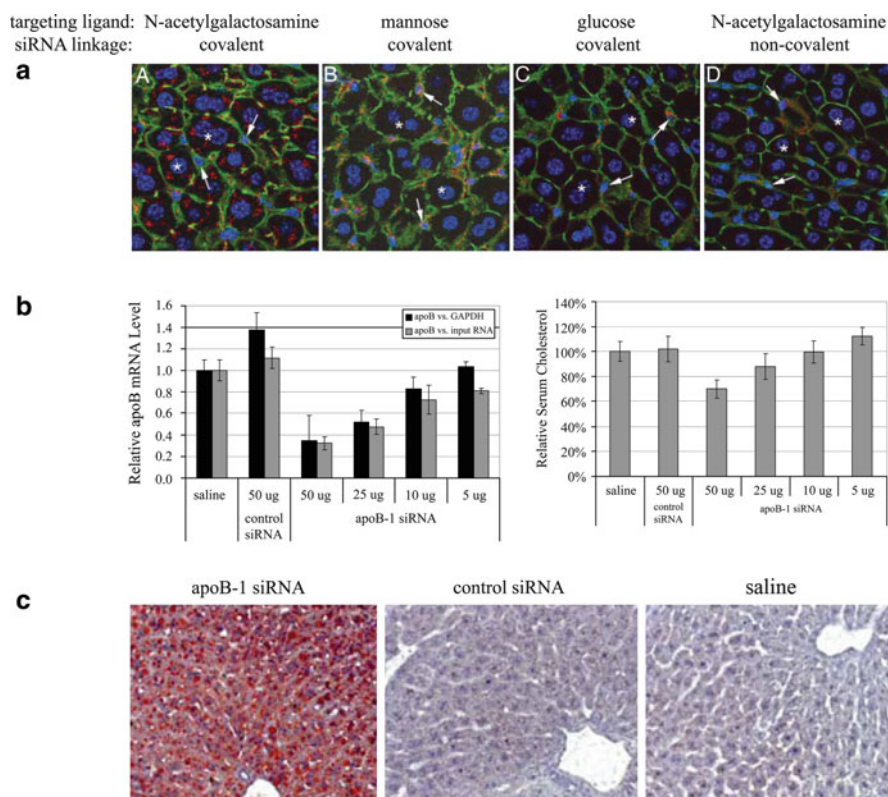 targeting ligand: N-acetylgalactosamine mannose glucose N-acetylgalactosamine
siRNA linkage: covalent covalent covalent non-covalent
a
A B C D
* * * * * * * *
b
Relative apoB mRNA Level
1.6
1.4
1.2
1.0
0.8
0.6
0.4
0.2
0.0
apoB vs. GAPDH
apoB vs. input RNA
saline 50 ug 50 ug 25 ug 10 ug 5 ug
control siRNA apoB-1 siRNA
Relative Serum Cholesterol
140%
120%
100%
80%
60%
40%
20%
0%
saline 50 ug 50 ug 25 ug 10 ug 5 ug
control siRNA apoB-1 siRNA
c
apoB-1 siRNA control siRNA saline